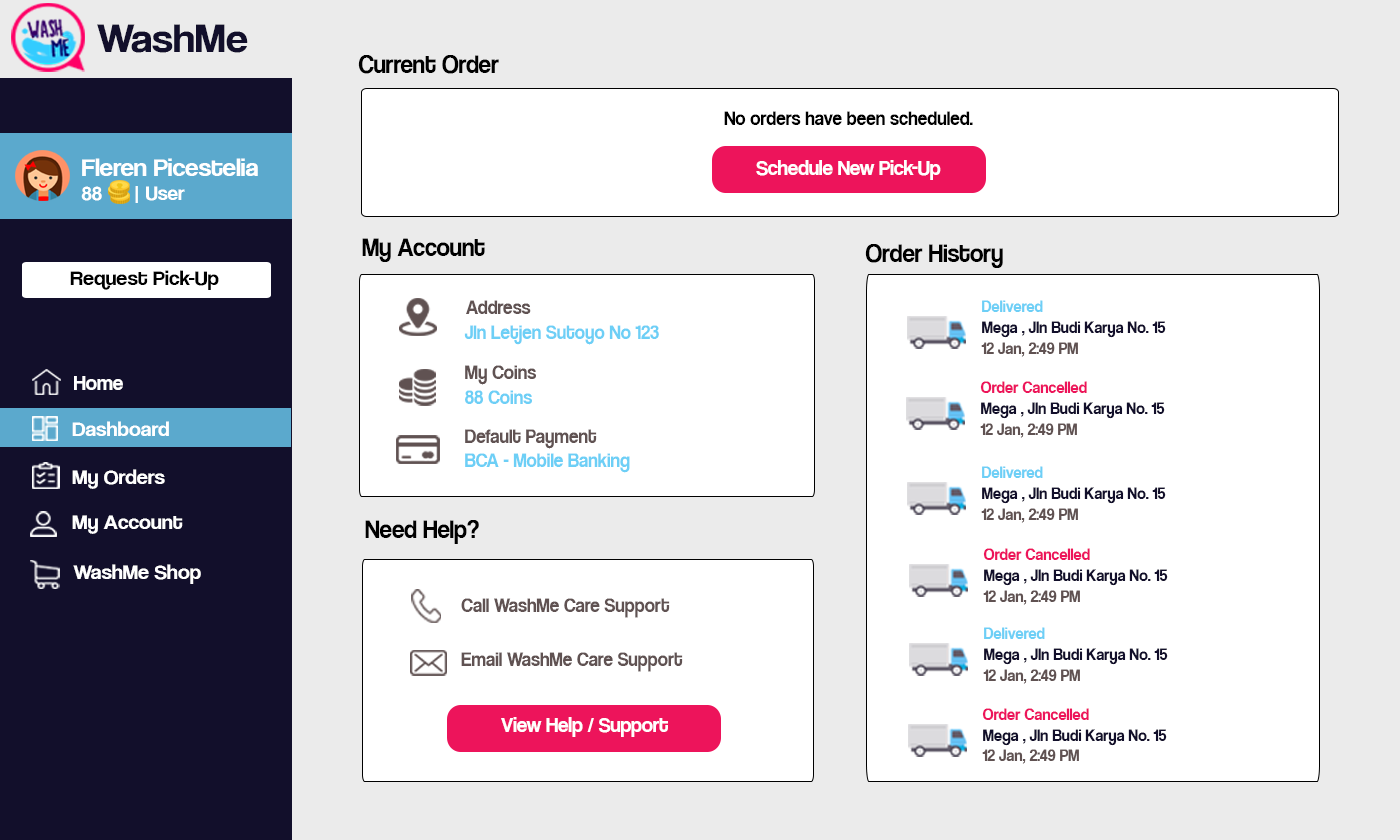 WASH
ME
WashMe
Fleren Picestelia
88 | User
Request Pick-Up
Home
Dashboard
My Orders
My Account
WashMe Shop
Current Order
No orders have been scheduled.
Schedule New Pick-Up
My Account
Address
Jln Letjen Sutoyo No 123
My Coins
88 Coins
Default Payment
BCA - Mobile Banking
Need Help?
Call WashMe Care Support
Email WashMe Care Support
View Help / Support
Order History
Delivered
Mega , Jln Budi Karya No. 15
12 Jan, 2:49 PM
Order Cancelled
Mega , Jln Budi Karya No. 15
12 Jan, 2:49 PM
Delivered
Mega , Jln Budi Karya No. 15
12 Jan, 2:49 PM
Order Cancelled
Mega , Jln Budi Karya No. 15
12 Jan, 2:49 PM
Delivered
Mega , Jln Budi Karya No. 15
12 Jan, 2:49 PM
Order Cancelled
Mega , Jln Budi Karya No. 15
12 Jan, 2:49 PM